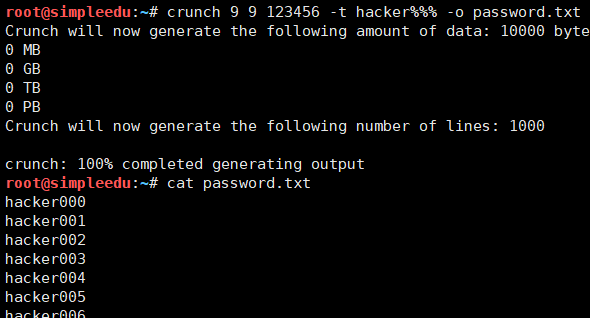 root@simpleedu:~# crunch 9 9 123456 -t hacker%%% -o password.txt
Crunch will now generate the following amount of data: 10000 byte
0 MB
0 GB
0 TB
0 PB
Crunch will now generate the following number of lines: 1000
crunch: 100% completed generating output
root@simpleedu:~# cat password.txt
hacker000
hacker001
hacker002
hacker003
hacker004
hacker005
hacker006